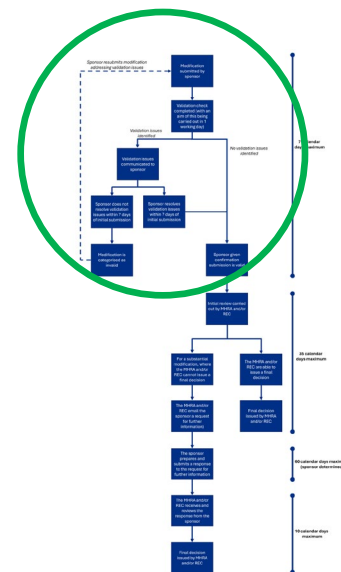 Sponsor resubmits modification
addressing validation issues
Modification
submitted by
sponsor
Validation check
completed with an
aim of this being
carried out in 1
working day)
Validation issues
identified
No validation issues
identified
calendar
days maximum
Validation issues
communicated to
sponsor
Sponsor does not
resolve validation
issues within 7 days
of initial submission
Sponsor resolves
validation issues
within 7 days of
initial submission
Modification is
categorised as
invalid
Sponsor given
confirmation
submission is valid
Initial review carried
out by MHRA and/or
REC
35 calendar
days maximum
For a substantial
modification, where
the MHRA and/or
REC cannot issue a
final decision
The MHRA and/or
REC are able to
issue a final
decision
The MHRA and/or
REC email the
sponsor a request
for further
information
Final decision
issued by MHRA
and/or REC
The sponsor
prepares and
submits a response
to the request for
further information
60 calendar days maxi
(sponsor determine
The MHRA and/or
REC receives and
reviews the
response from the
sponsor
10 calendar days
maximum
Final decision
issued by MHRA
and/or REC